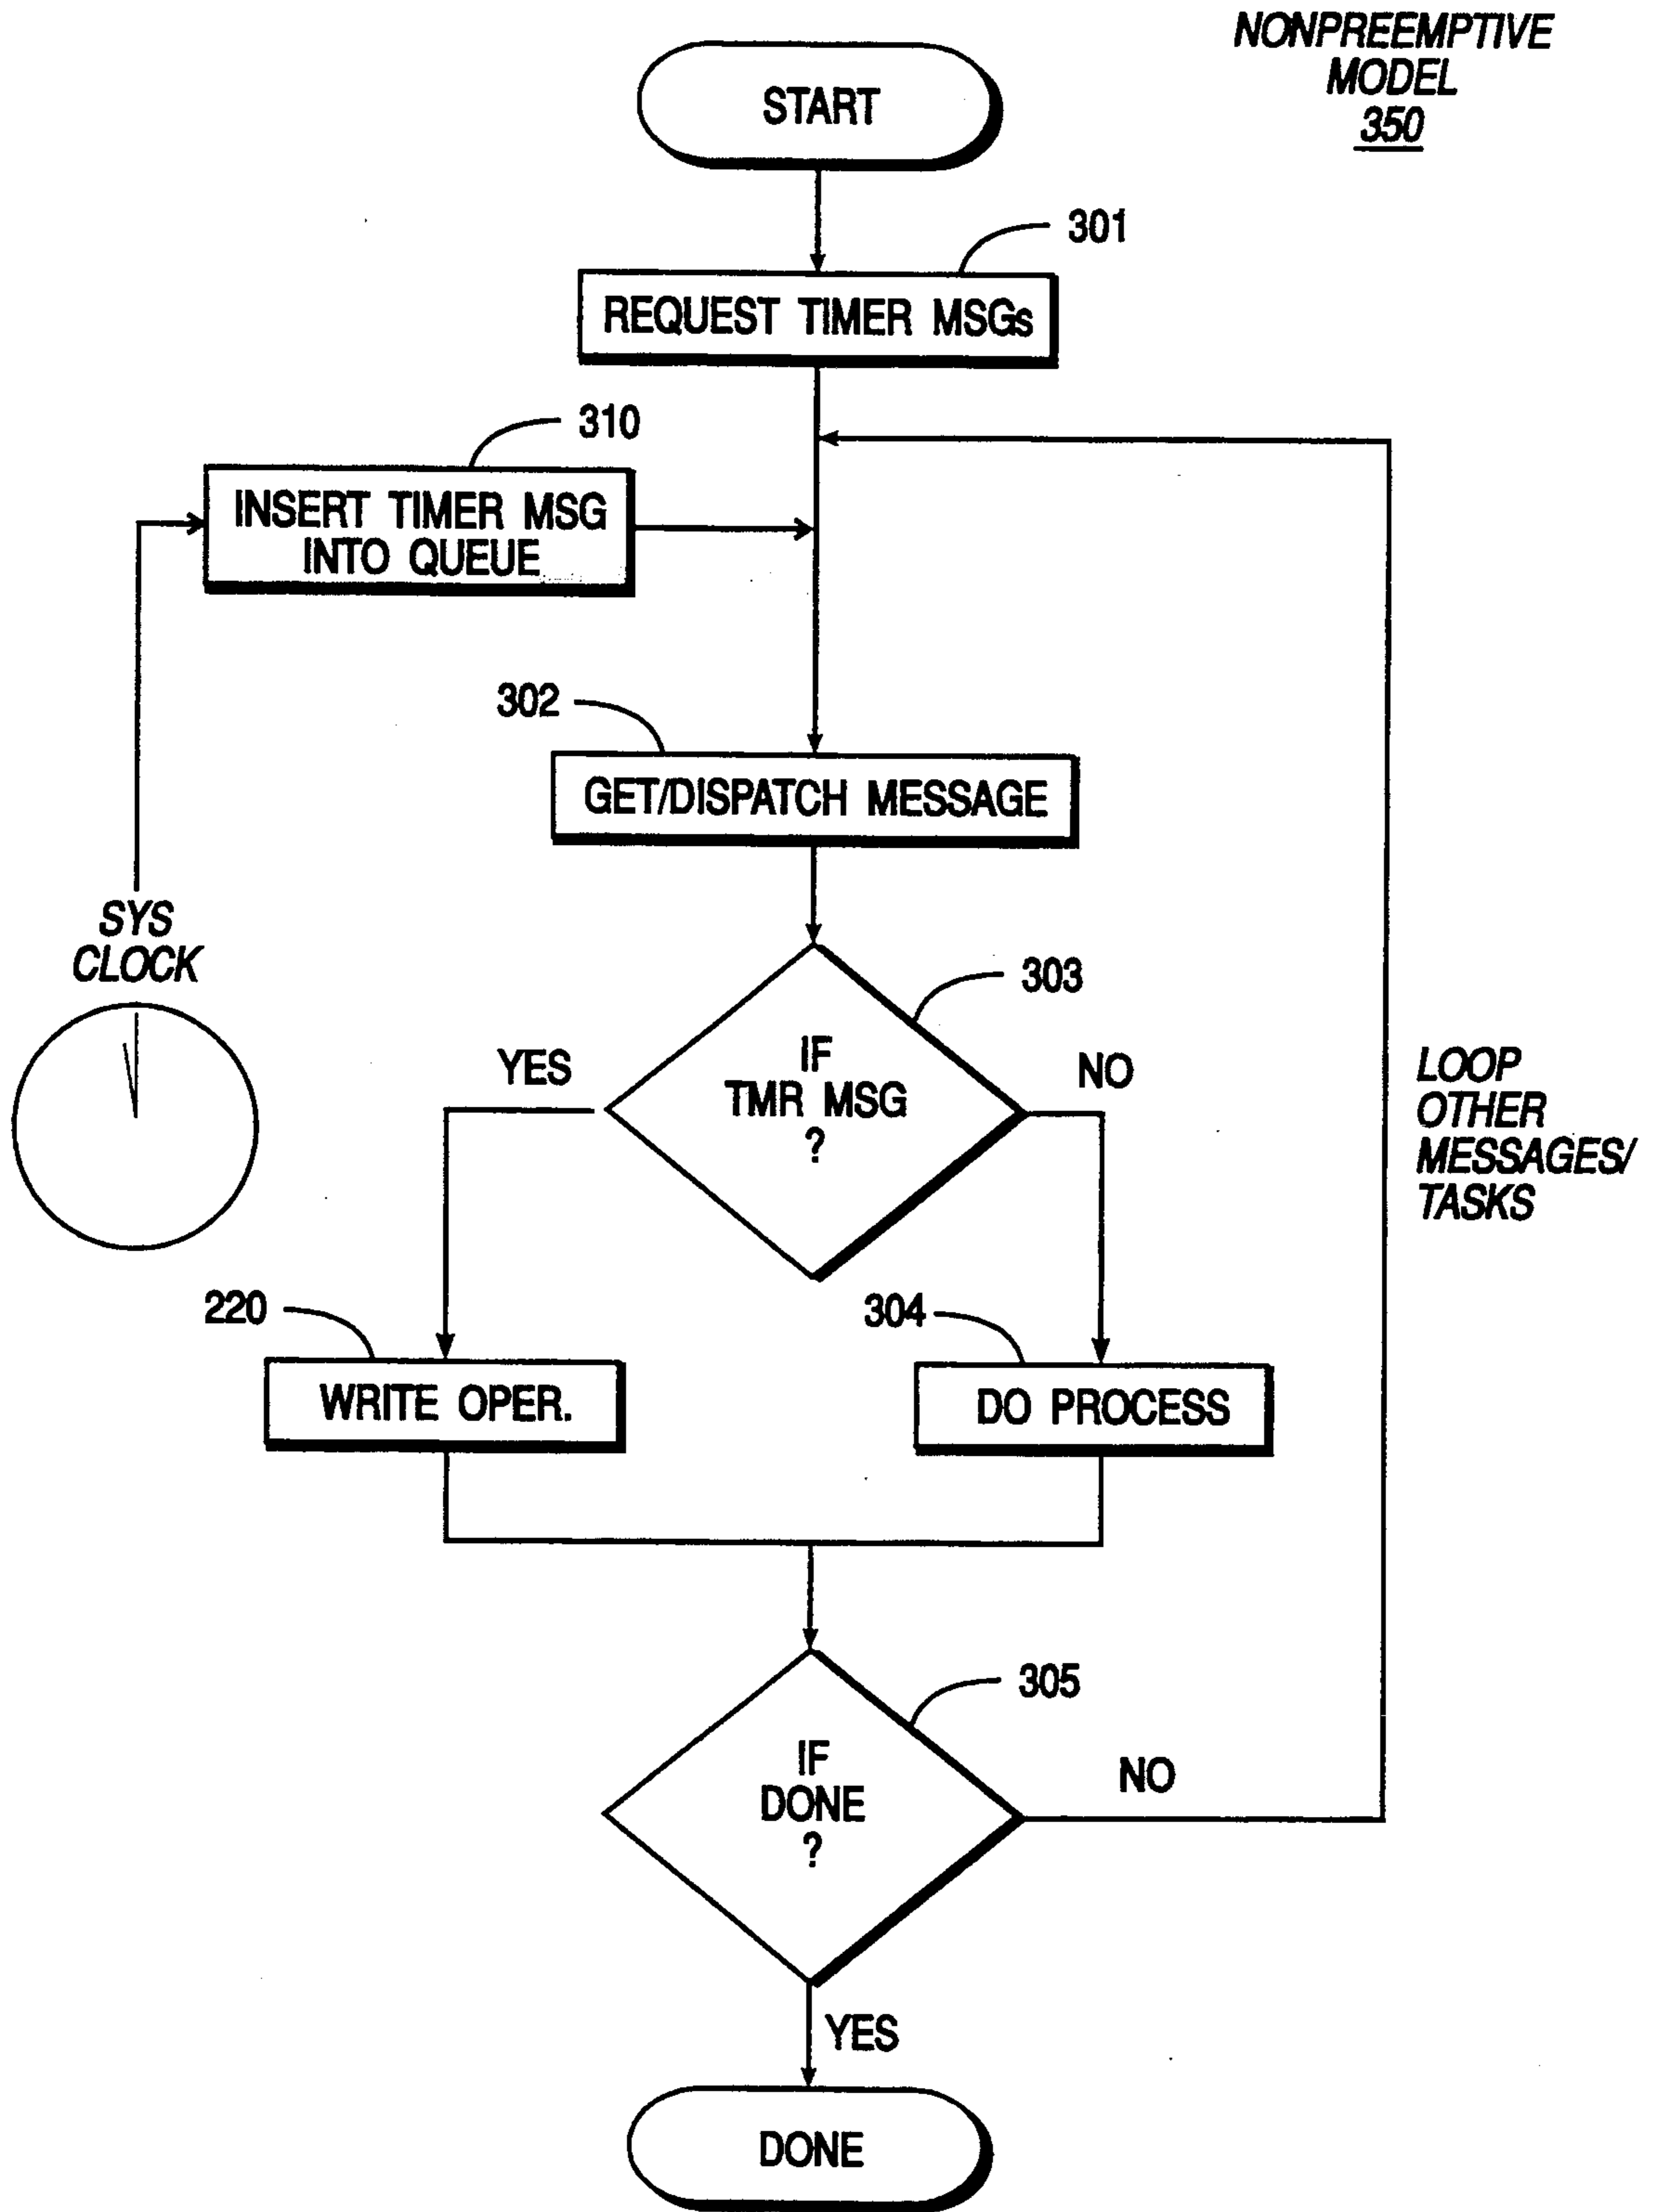 NONPREEMPTIVE
MODEL
350
START
301
REQUEST TIMER MSGs
310
INSERT TIMER MSG
INTO QUEUE
302
GET/DISPATCH MESSAGE
SYS
CLOCK
303
IF
TMR MSG
?
YES
NO
LOOP
OTHER
MESSAGES/
TASKS
220
WRITE OPER.
304
DO PROCESS
305
IF
DONE
?
NO
YES
DONE